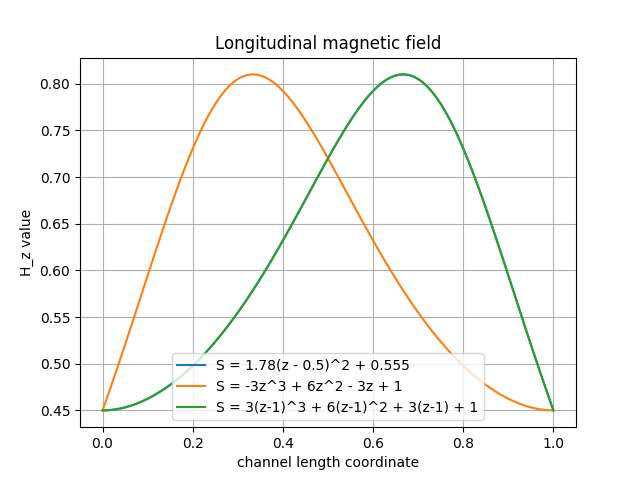 Longitudinal magnetic field
H_z value
0.80
0.75
0.70
0.65
0.60
0.55
0.50
0.45
S = 1.78(z - 0.5)^2 + 0.555
S = -3z^3 + 6z^2 - 3z + 1
S = 3(z-1)^3 + 6(z-1)^2 + 3(z-1) + 1
0.0 0.2 0.4 0.6 0.8 1.0
channel length coordinate